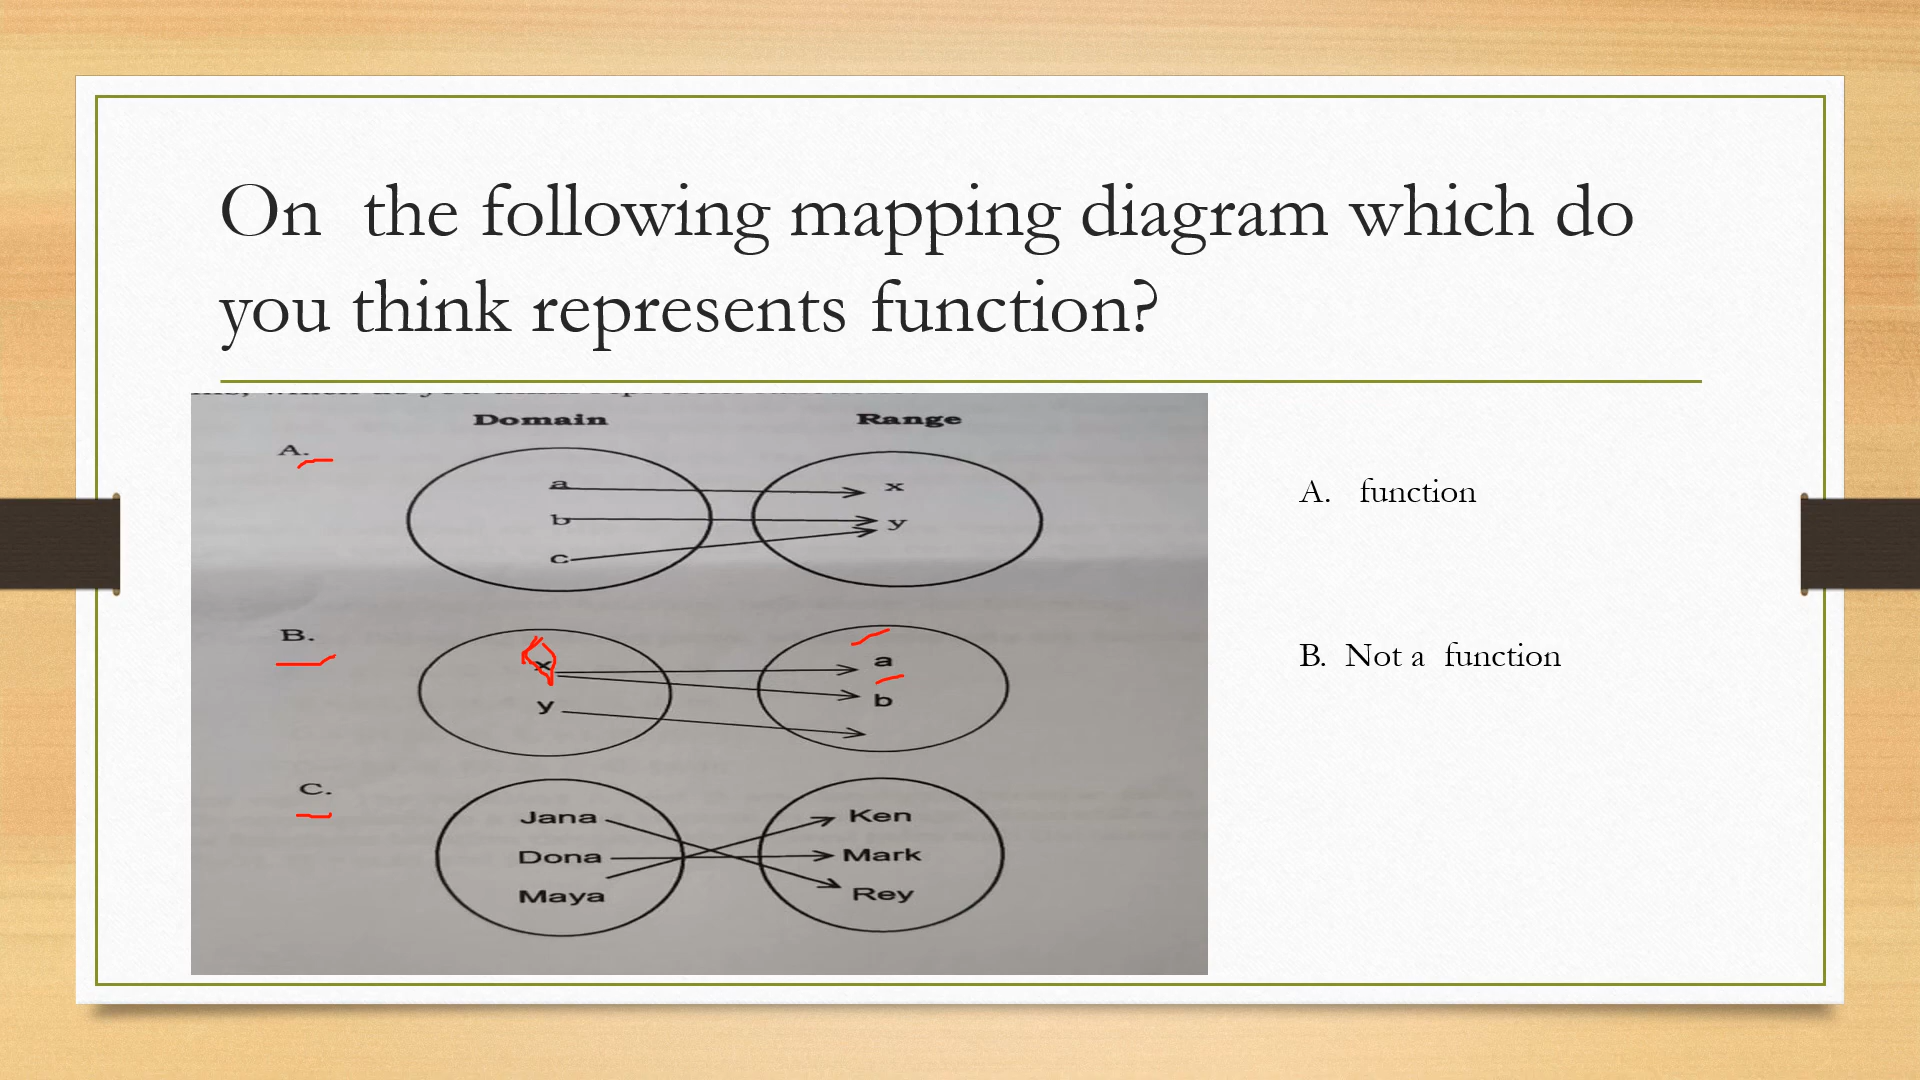 On the following mapping diagram which do
you think represents function?
Domain Range
A.
a x
b y
c
B.
x a
y b
C.
Jana Ken
Dona Mark
Maya Rey
A. function
B. Not a function